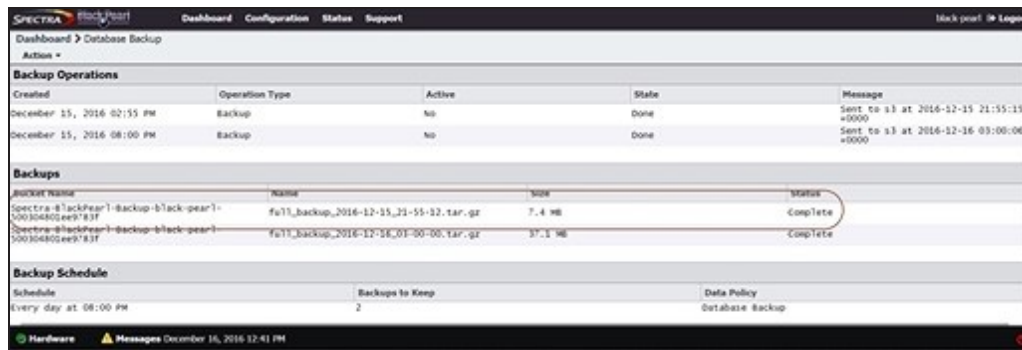 SPECTRA BlackPearl Dashboard Configuration Status Support black pearl
Dashboard > Database Backup
Action
Backup Operations
Created Operation Type Active State Message
December 15, 2016 02:55 PM Backup No Done Sent to s3 at 2016-12-15 21:55:15 +0000
December 15, 2016 08:00 PM Backup No Done Sent to s3 at 2016-12-16 03:00:06 +0000
Backups
Bucket Name Name Size Status
Spectra-BlackPearl-Backup-black-pearl-500304801ee9783f full_backup_2016-12-15_21-55-12.tar.gz 7.4 MB Complete
Spectra-BlackPearl-Backup-black-pearl-500304801ee9783f full_backup_2016-12-16_03-00-00.tar.gz 37.1 MB Complete
Backup Schedule
Schedule Backups to Keep Data Policy
Every day at 08:00 PM 2 Database Backup
Hardware Messages December 16, 2016 12:41 PM